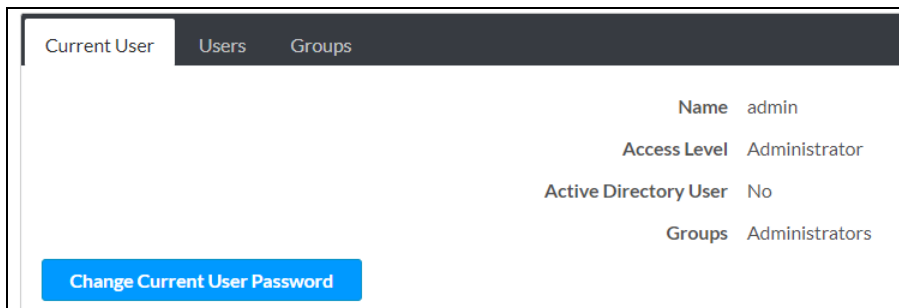 Current User Users Groups
Name admin
Access Level Administrator
Active Directory User No
Groups Administrators
Change Current User Password